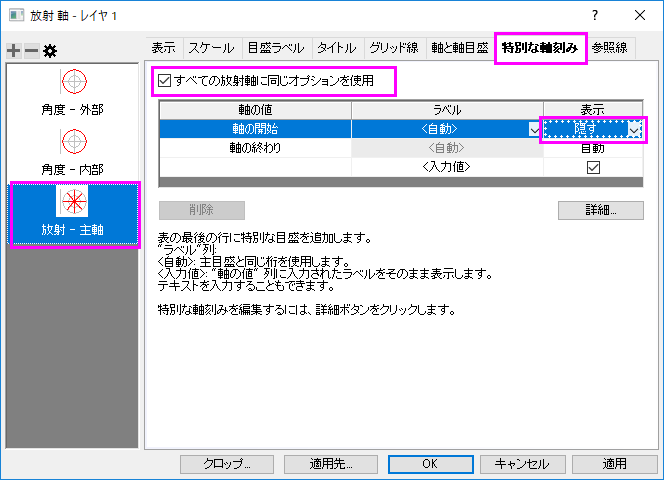 放射 軸 - レイヤ 1
?
表示
スケール
目盛ラベル
タイトル
グリッド線
軸と軸目盛
特別な軸刻み
参照線
角度 - 外部
角度 - 内部
放射 - 主軸
すべての放射軸に同じオプションを使用
軸の値 ラベル 表示
軸の開始 <自動> 隠す
軸の終わり <自動> 自動
<入力値>
削除
詳細...
表の最後の行に特別な目盛を追加します。
"ラベル"列:
<自動>: 主目盛と同じ桁を使用します。
<入力値>: "軸の値" 列に入力されたラベルをそのまま表示します。
テキストを入力することもできます。
特別な軸刻みを編集するには、詳細ボタンをクリックします。
クロップ...
適用先...
OK
キャンセル
適用